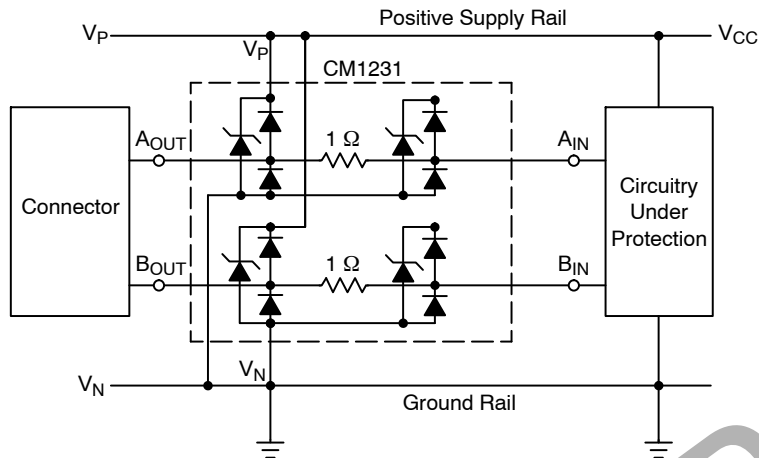 Positive Supply Rail
V_P
V_P
V_CC
CM1231
A_OUT
1 Ω
A_IN
Connector
Circuitry
Under
Protection
B_OUT
1 Ω
B_IN
V_N
V_N
Ground Rail